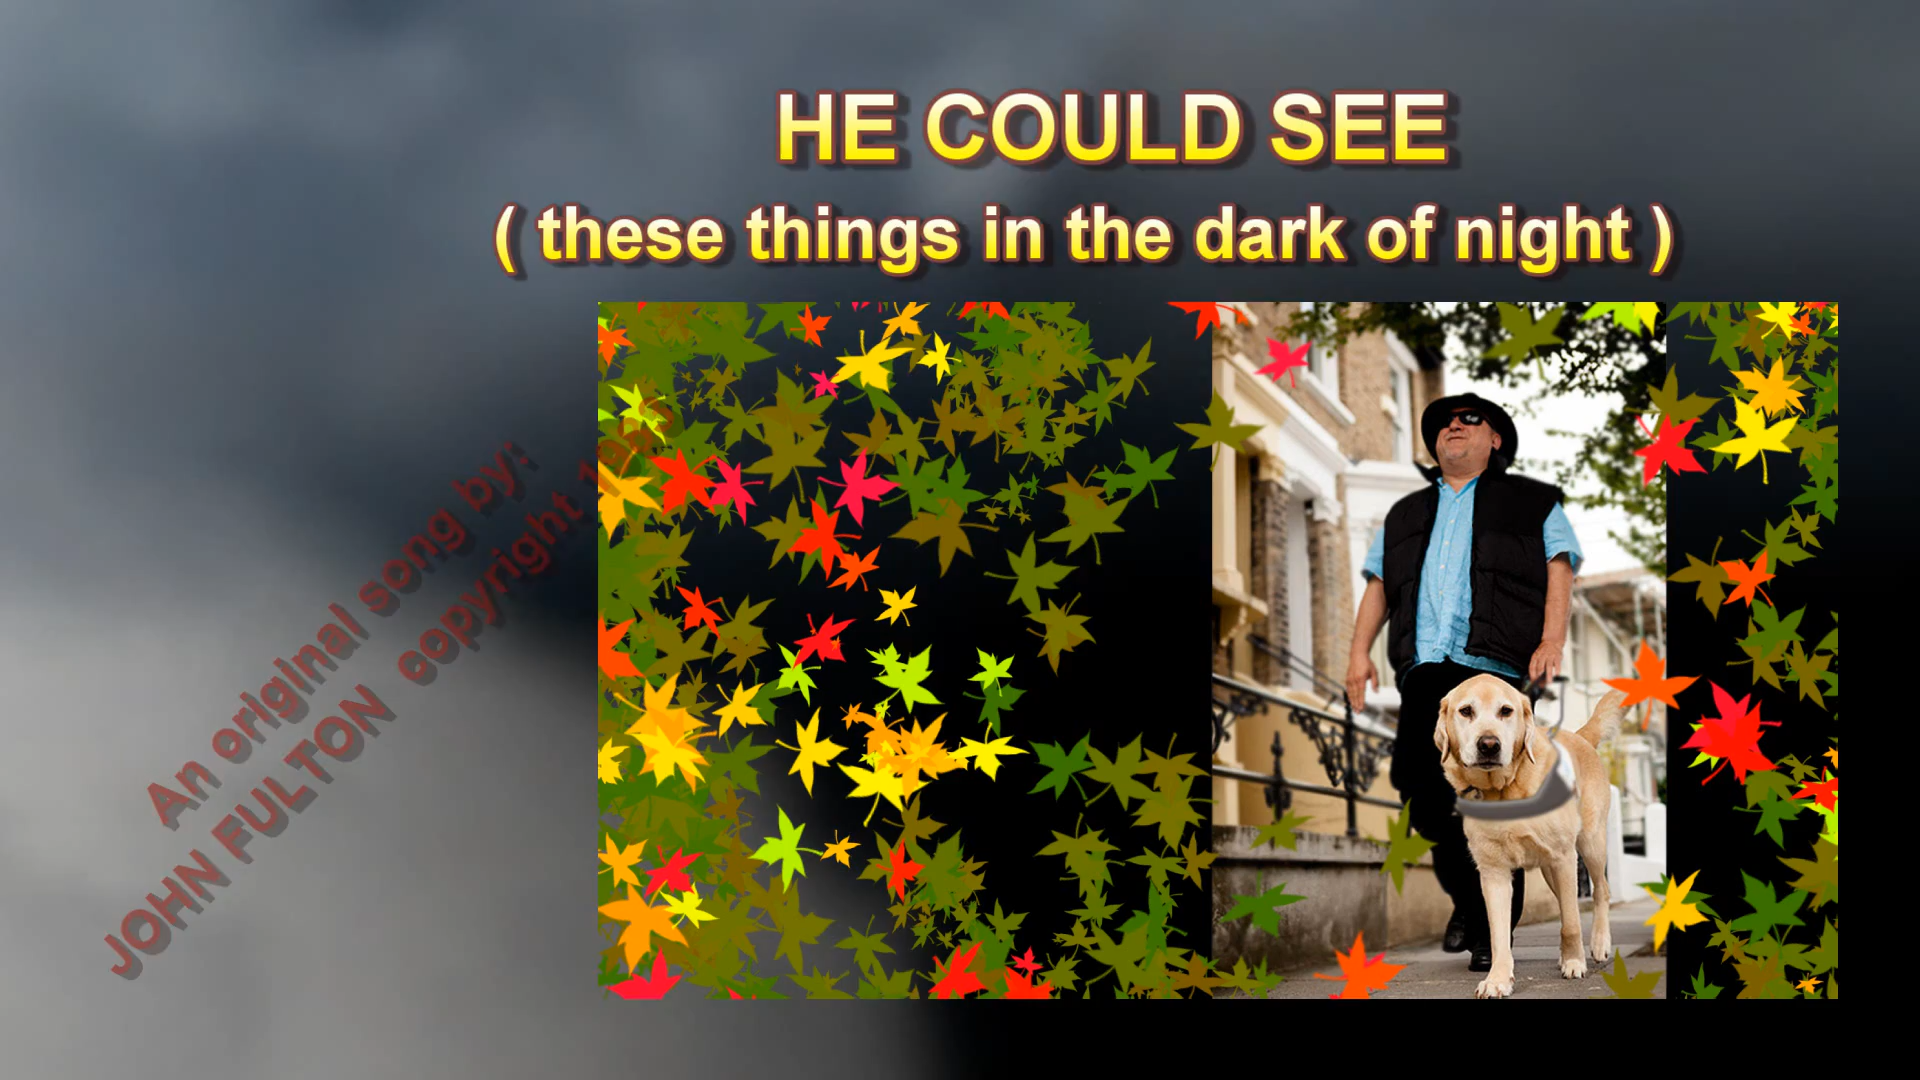 HE COULD SEE
( these things in the dark of night )
An original song by:
JOHN FULTON copyright